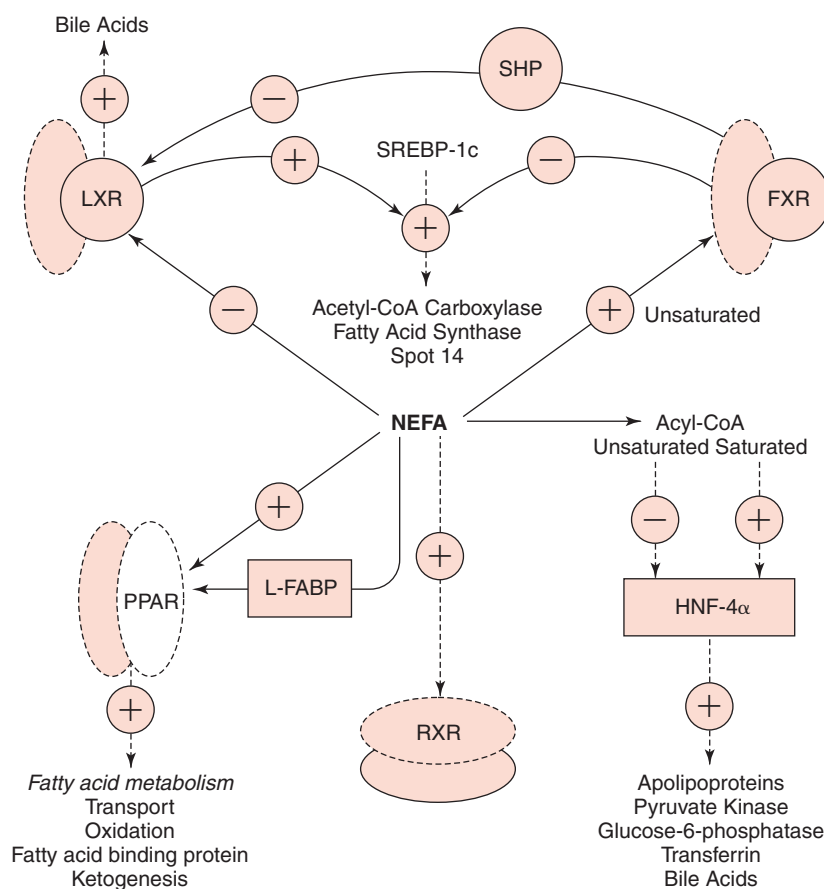 Bile Acids
SHP
+
−
+
SREBP-1c
−
LXR
FXR
+
−
+
Unsaturated
Acetyl-CoA Carboxylase
Fatty Acid Synthase
Spot 14
NEFA
Acyl-CoA
Unsaturated Saturated
+
−
+
+
PPAR
L-FABP
HNF-4α
+
RXR
+
Fatty acid metabolism
Transport
Oxidation
Fatty acid binding protein
Ketogenesis
Apolipoproteins
Pyruvate Kinase
Glucose-6-phosphatase
Transferrin
Bile Acids